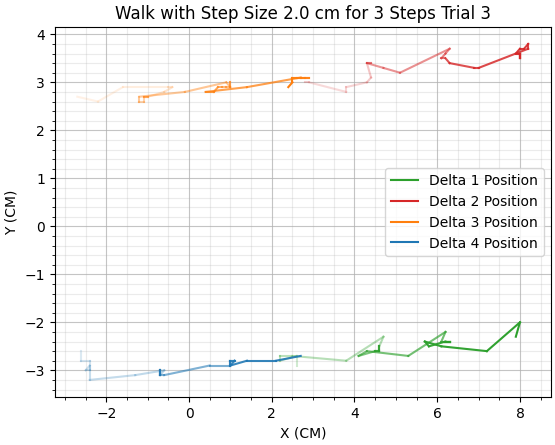 Walk with Step Size 2.0 cm for 3 Steps Trial 3
4
3
2
1
0
−1
−2
−3
Y (CM)
Delta 1 Position
Delta 2 Position
Delta 3 Position
Delta 4 Position
−2 0 2 4 6 8
X (CM)